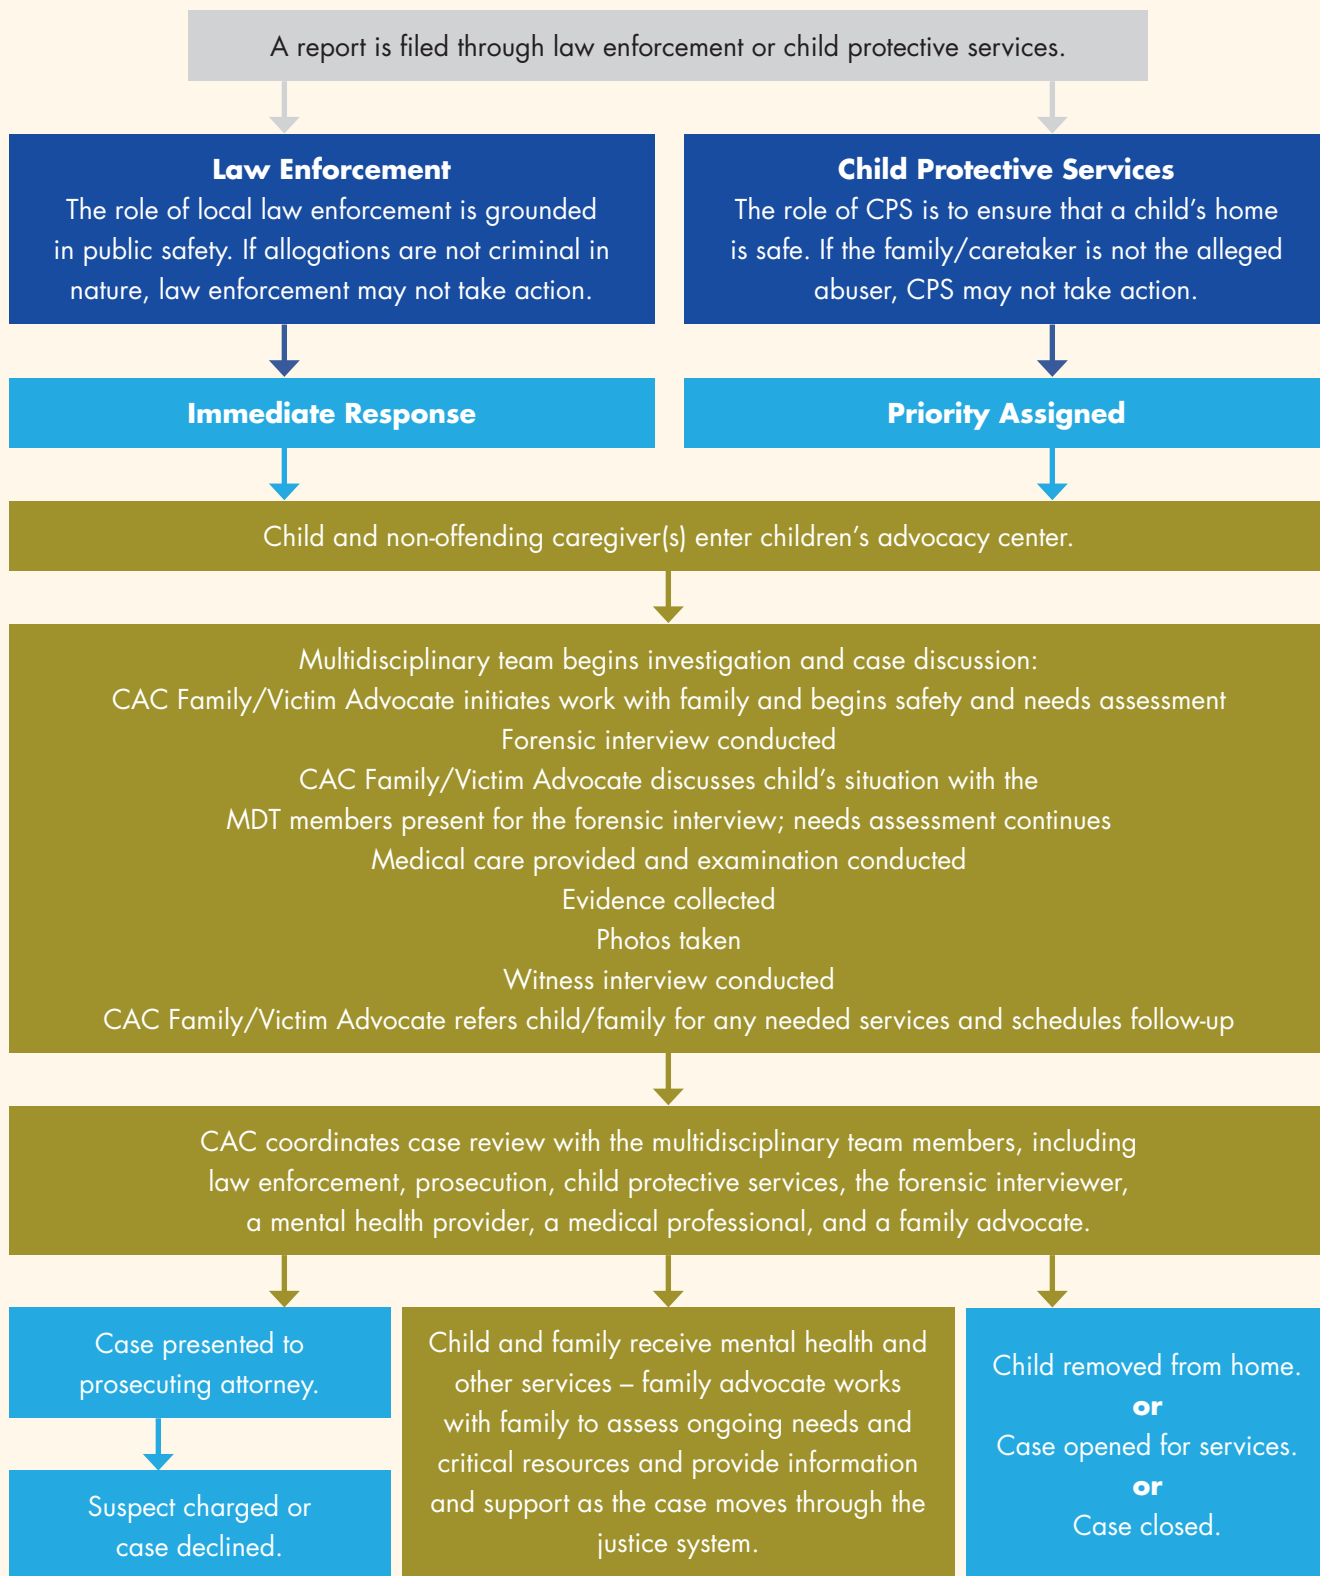 A report is filed through law enforcement or child protective services.
Law Enforcement
The role of local law enforcement is grounded
in public safety. If allogations are not criminal in
nature, law enforcement may not take action.
Child Protective Services
The role of CPS is to ensure that a child’s home
is safe. If the family/caretaker is not the alleged
abuser, CPS may not take action.
Immediate Response
Priority Assigned
Child and non-offending caregiver(s) enter children’s advocacy center.
Multidisciplinary team begins investigation and case discussion:
CAC Family/Victim Advocate initiates work with family and begins safety and needs assessment
Forensic interview conducted
CAC Family/Victim Advocate discusses child’s situation with the
MDT members present for the forensic interview; needs assessment continues
Medical care provided and examination conducted
Evidence collected
Photos taken
Witness interview conducted
CAC Family/Victim Advocate refers child/family for any needed services and schedules follow-up
CAC coordinates case review with the multidisciplinary team members, including
law enforcement, prosecution, child protective services, the forensic interviewer,
a mental health provider, a medical professional, and a family advocate.
Case presented to
prosecuting attorney.
Suspect charged or
case declined.
Child and family receive mental health and
other services – family advocate works
with family to assess ongoing needs and
critical resources and provide information
and support as the case moves through the
justice system.
Child removed from home.
or
Case opened for services.
or
Case closed.